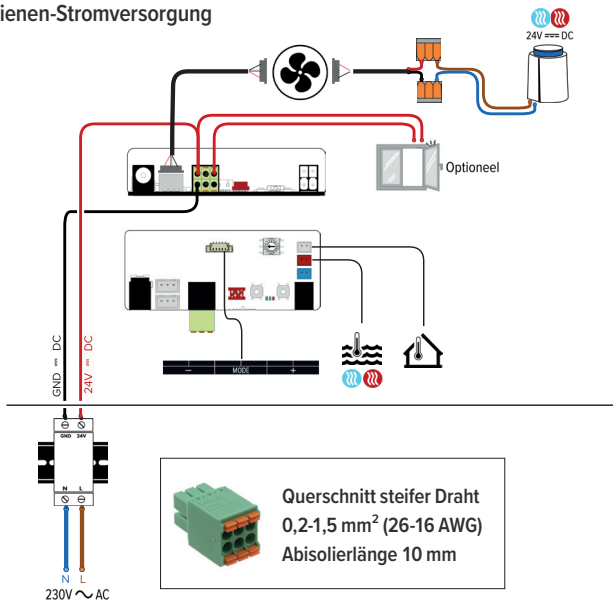 ienen-Stromversorgung
24V ⎓ DC
Optioneel
GND ⎓ DC
24V ⎓ DC
− MODE +
GND 24V
N L
N L
230V ∼ AC
Querschnitt steifer Draht
0,2-1,5 mm² (26-16 AWG)
Abisolierlänge 10 mm